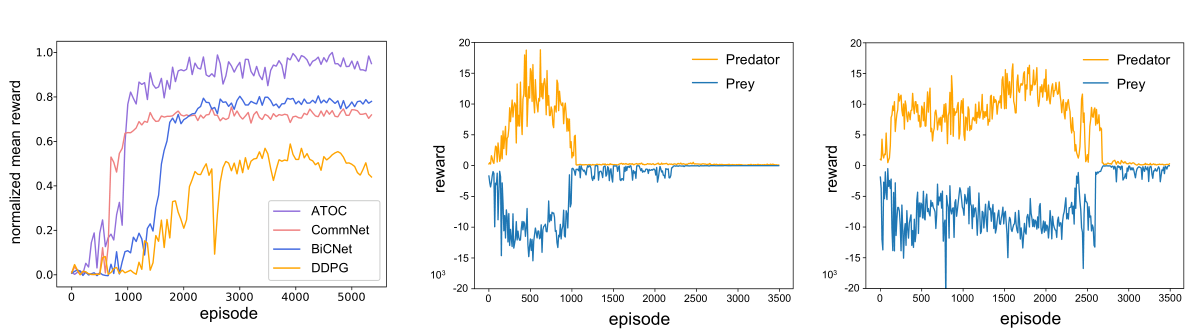 normalized mean reward
1.0
0.8
0.6
0.4
0.2
0.0
0 1000 2000 3000 4000 5000
episode
ATOC
CommNet
BiCNet
DDPG
reward
20
15
10
5
0
-5
-10
-15
-20
10³
0 500 1000 1500 2000 2500 3000 3500
episode
Predator
Prey
reward
20
15
10
5
0
-5
-10
-15
-20
10³
0 500 1000 1500 2000 2500 3000 3500
episode
Predator
Prey